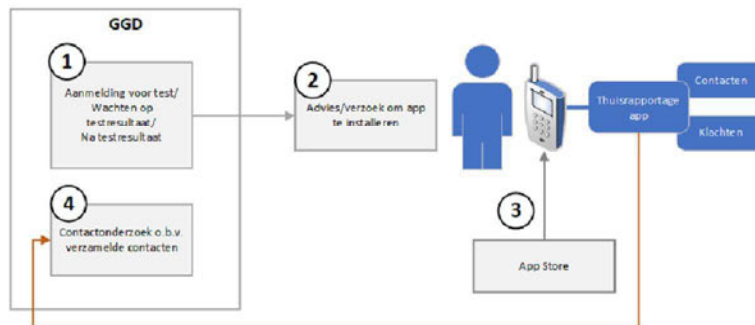 GGD
1
Aanmelding voor test/
Wachten op
testresultaat/
Na testresultaat
2
Advies/verzoek om app
te installeren
Thuisrapportage
app
Contacten
Klachten
4
Contactonderzoek o.b.v.
verzamelde contacten
3
App Store